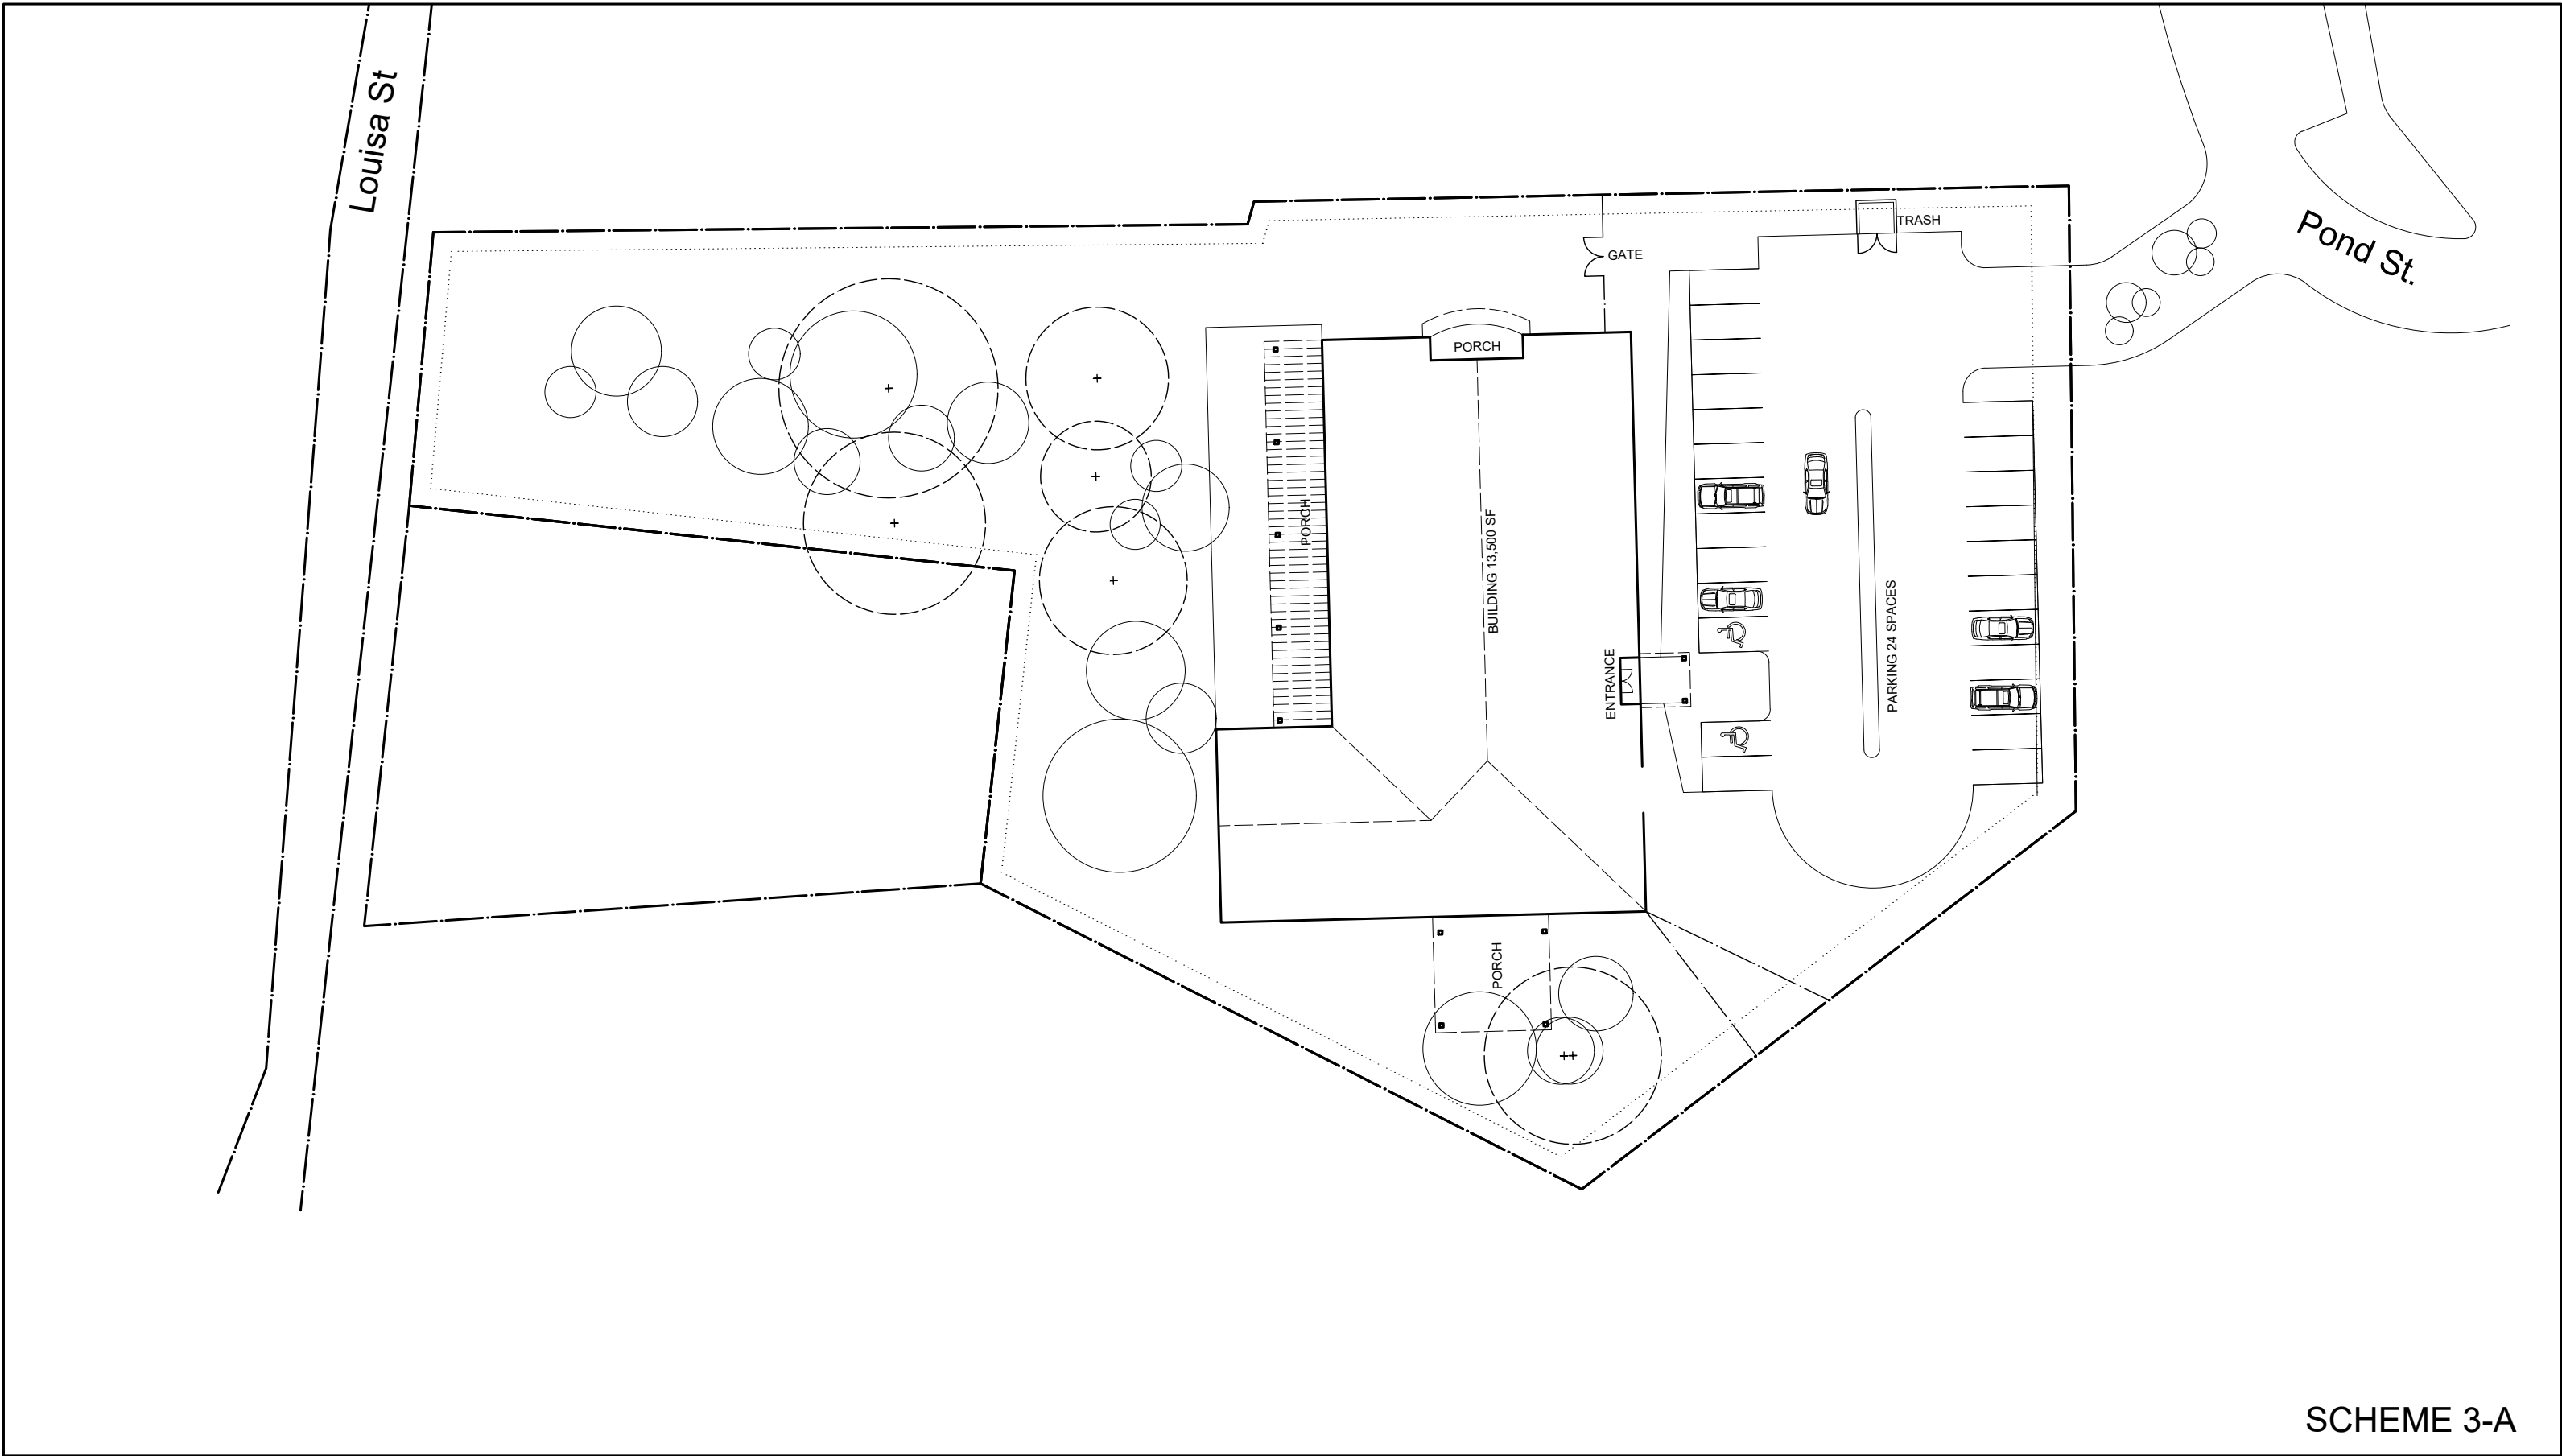 Louisa St
Pond St.
TRASH
GATE
PORCH
PORCH
BUILDING 13,500 SF
ENTRANCE
PARKING 24 SPACES
PORCH
SCHEME 3-A